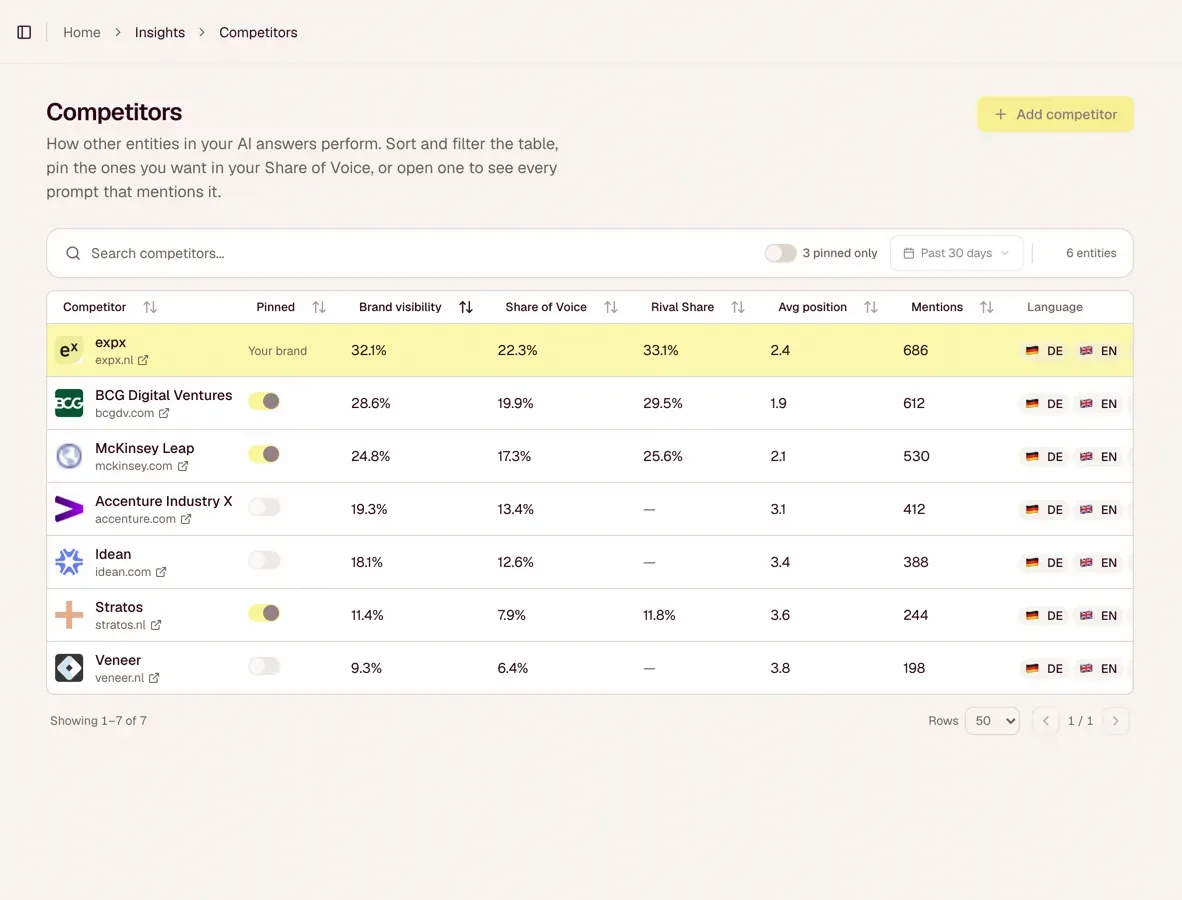 Home > Insights > Competitors
Competitors
+ Add competitor
How other entities in your AI answers perform. Sort and filter the table,
pin the ones you want in your Share of Voice, or open one to see every
prompt that mentions it.
Search competitors... 3 pinned only Past 30 days 6 entities
Competitor Pinned Brand visibility Share of Voice Rival Share Avg position Mentions Language
ex expx Your brand 32.1% 22.3% 33.1% 2.4 686 DE EN
expx.nl
BCG BCG Digital Ventures 28.6% 19.9% 29.5% 1.9 612 DE EN
bcgdv.com
McKinsey Leap 24.8% 17.3% 25.6% 2.1 530 DE EN
mckinsey.com
Accenture Industry X 19.3% 13.4% — 3.1 412 DE EN
accenture.com
Idean 18.1% 12.6% — 3.4 388 DE EN
idean.com
Stratos 11.4% 7.9% 11.8% 3.6 244 DE EN
stratos.nl
Veneer 9.3% 6.4% — 3.8 198 DE EN
veneer.nl
Showing 1–7 of 7 Rows 50 1 / 1